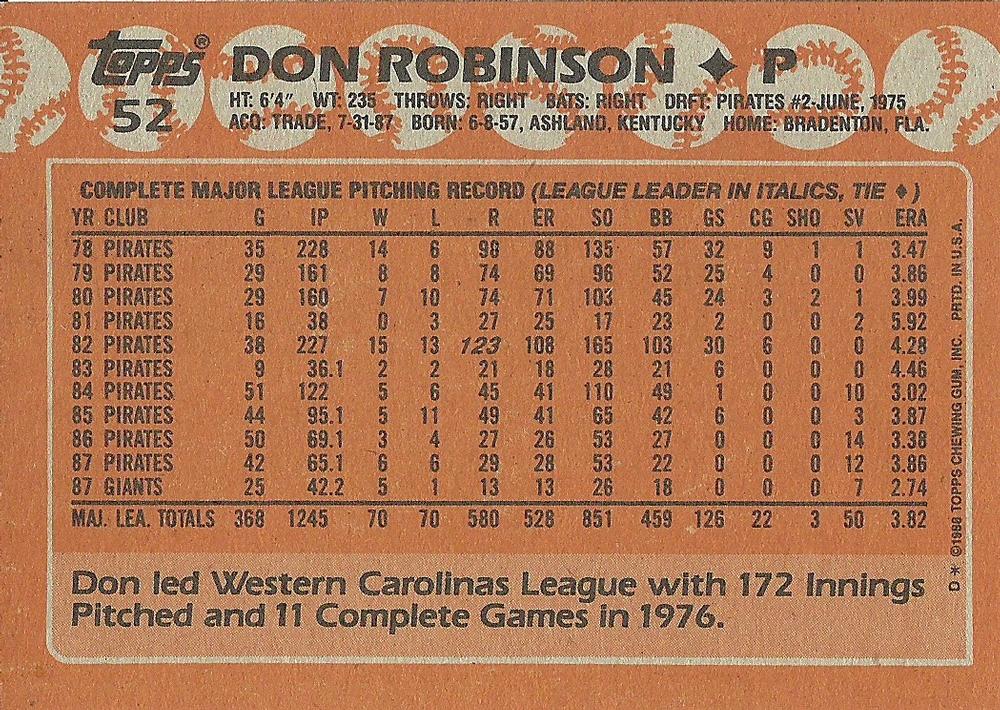 topps® DON ROBINSON ✦ P
52 HT: 6'4" WT: 235 THROWS: RIGHT BATS: RIGHT DRFT: PIRATES #2-JUNE, 1975
ACQ: TRADE, 7-31-87 BORN: 6-8-57, ASHLAND, KENTUCKY HOME: BRADENTON, FLA.
COMPLETE MAJOR LEAGUE PITCHING RECORD (LEAGUE LEADER IN ITALICS, TIE ♦)
YR CLUB G IP W L R ER SO BB GS CG SHO SV ERA
78 PIRATES 35 228 14 6 98 88 135 57 32 9 1 1 3.47
79 PIRATES 29 161 8 8 74 69 96 52 25 4 0 0 3.86
80 PIRATES 29 160 7 10 74 71 103 45 24 3 2 1 3.99
81 PIRATES 16 38 0 3 27 25 17 23 2 0 0 2 5.92
82 PIRATES 38 227 15 13 123 108 165 103 30 6 0 0 4.28
83 PIRATES 9 36.1 2 2 21 18 28 21 6 0 0 0 4.46
84 PIRATES 51 122 5 6 45 41 110 49 1 0 0 10 3.02
85 PIRATES 44 95.1 5 11 49 41 65 42 6 0 0 3 3.87
86 PIRATES 50 69.1 3 4 27 26 53 27 0 0 0 14 3.38
87 PIRATES 42 65.1 6 6 29 28 53 22 0 0 0 12 3.86
87 GIANTS 25 42.2 5 1 13 13 26 18 0 0 0 7 2.74
MAJ. LEA. TOTALS 368 1245 70 70 580 528 851 459 126 22 3 50 3.82
Don led Western Carolinas League with 172 Innings
Pitched and 11 Complete Games in 1976.
D * ©1988 TOPPS CHEWING GUM, INC. PRTD. IN U.S.A.